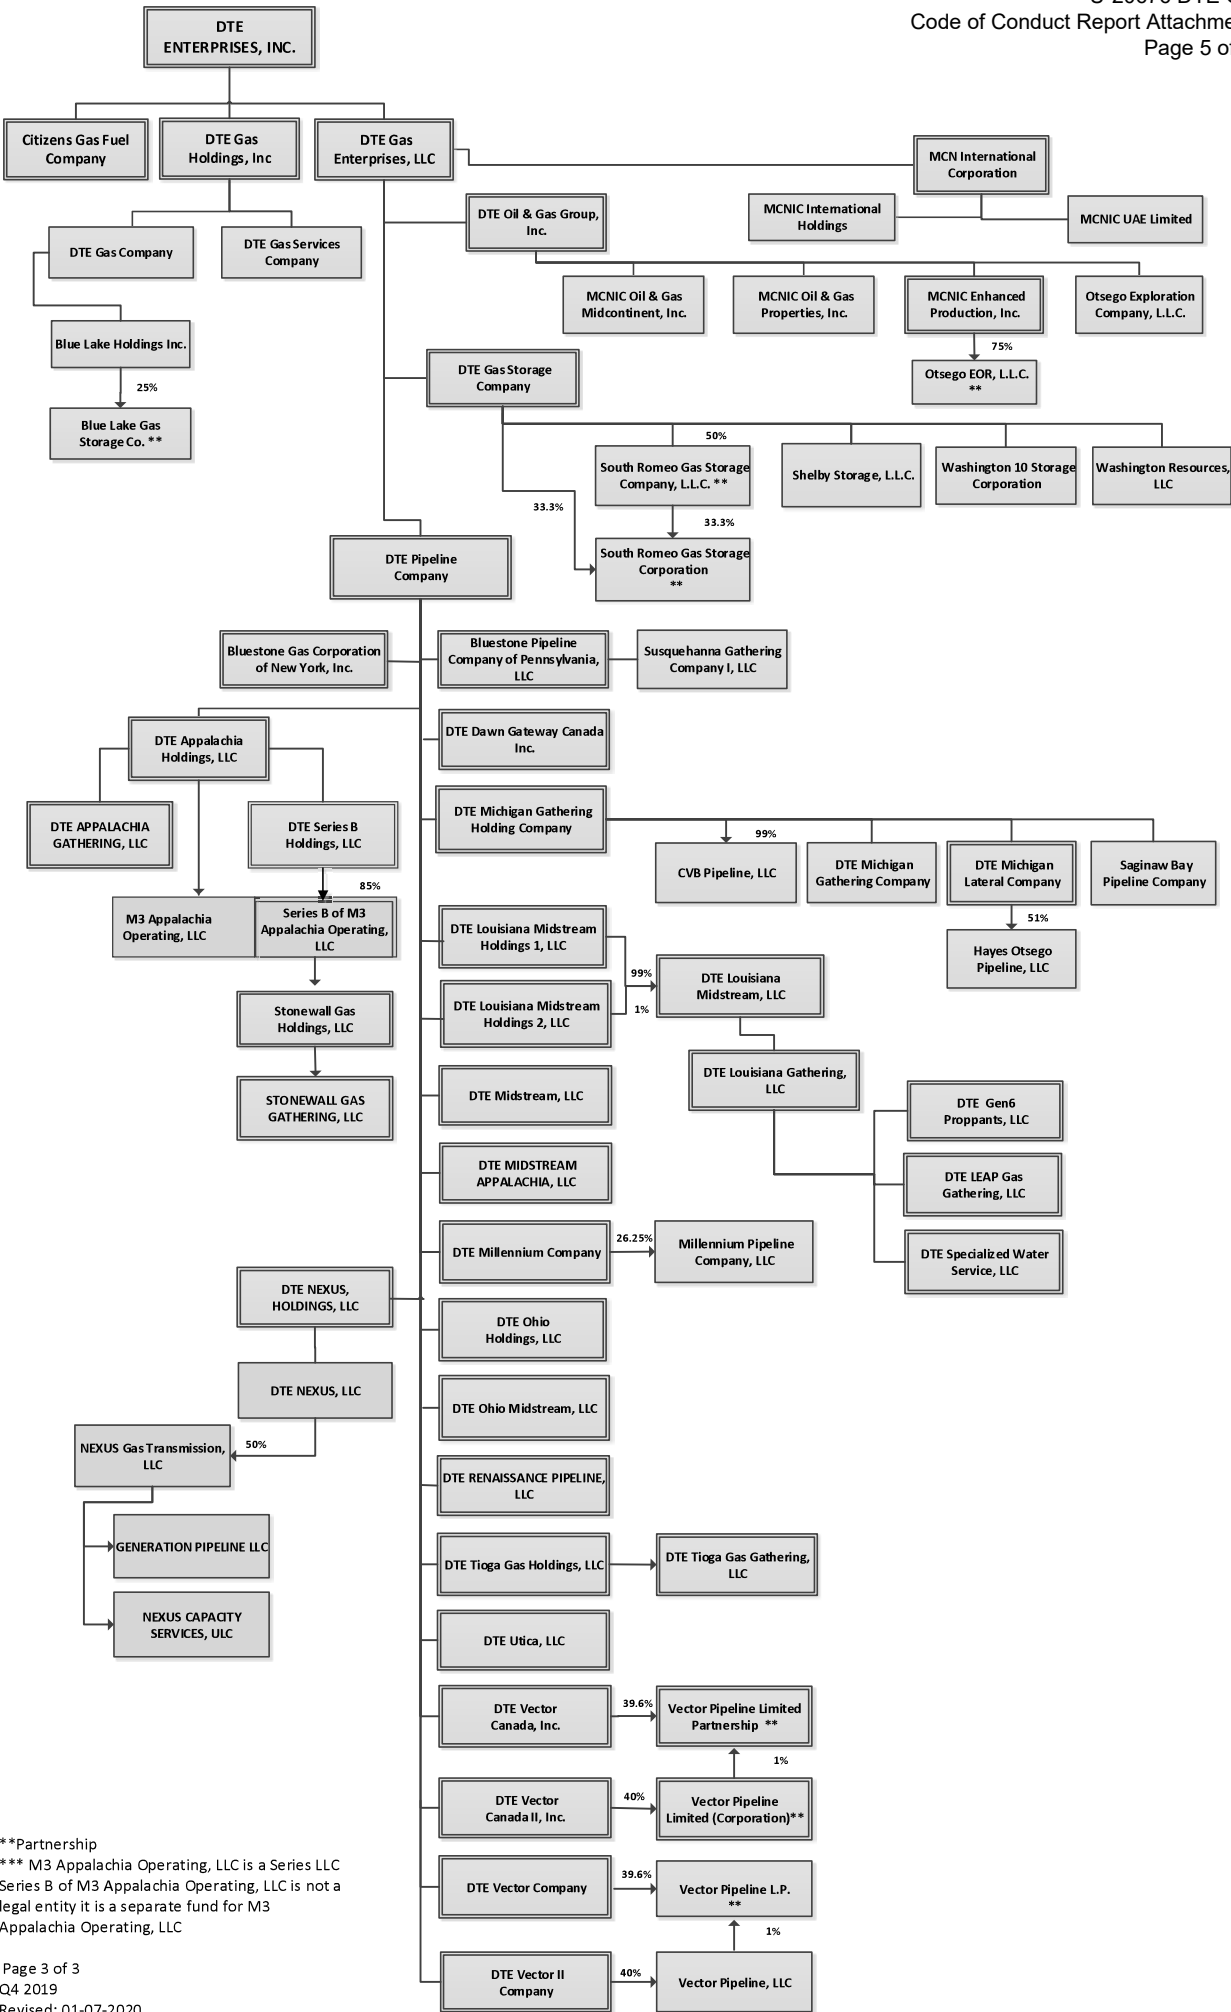 Code of Conduct Report Attachme
Page 5 of
DTE
ENTERPRISES, INC.
Citizens Gas Fuel
Company
DTE Gas
Holdings, Inc
DTE Gas
Enterprises, LLC
MCN International
Corporation
MCNIC International
Holdings
MCNIC UAE Limited
DTE Oil & Gas Group,
Inc.
DTE Gas Company
DTE Gas Services
Company
MCNIC Oil & Gas
Midcontinent, Inc.
MCNIC Oil & Gas
Properties, Inc.
MCNIC Enhanced
Production, Inc.
Otsego Exploration
Company, L.L.C.
75%
Otsego EOR, L.L.C.
**
Blue Lake Holdings Inc.
25%
Blue Lake Gas
Storage Co. **
DTE Gas Storage
Company
50%
South Romeo Gas Storage
Company, L.L.C. **
Shelby Storage, L.L.C.
Washington 10 Storage
Corporation
Washington Resources,
LLC
33.3%
33.3%
South Romeo Gas Storage
Corporation
**
DTE Pipeline
Company
Bluestone Gas Corporation
of New York, Inc.
Bluestone Pipeline
Company of Pennsylvania,
LLC
Susquehanna Gathering
Company I, LLC
DTE Appalachia
Holdings, LLC
DTE Dawn Gateway Canada
Inc.
DTE APPALACHIA
GATHERING, LLC
DTE Series B
Holdings, LLC
85%
M3 Appalachia
Operating, LLC
Series B of M3
Appalachia Operating,
LLC
Stonewall Gas
Holdings, LLC
STONEWALL GAS
GATHERING, LLC
DTE Michigan Gathering
Holding Company
99%
CVB Pipeline, LLC
DTE Michigan
Gathering Company
DTE Michigan
Lateral Company
Saginaw Bay
Pipeline Company
51%
Hayes Otsego
Pipeline, LLC
DTE Louisiana Midstream
Holdings 1, LLC
99%
DTE Louisiana
Midstream, LLC
DTE Louisiana Midstream
Holdings 2, LLC
1%
DTE Louisiana Gathering,
LLC
DTE Gen6
Proppants, LLC
DTE LEAP Gas
Gathering, LLC
DTE Specialized Water
Service, LLC
DTE Midstream, LLC
DTE MIDSTREAM
APPALACHIA, LLC
DTE Millennium Company
26.25%
Millennium Pipeline
Company, LLC
DTE NEXUS,
HOLDINGS, LLC
DTE NEXUS, LLC
50%
NEXUS Gas Transmission,
LLC
GENERATION PIPELINE LLC
NEXUS CAPACITY
SERVICES, ULC
DTE Ohio
Holdings, LLC
DTE Ohio Midstream, LLC
DTE RENAISSANCE PIPELINE,
LLC
DTE Tioga Gas Holdings, LLC
DTE Tioga Gas Gathering,
LLC
DTE Utica, LLC
DTE Vector
Canada, Inc.
39.6%
Vector Pipeline Limited
Partnership **
1%
DTE Vector
Canada II, Inc.
40%
Vector Pipeline
Limited (Corporation)**
DTE Vector Company
39.6%
Vector Pipeline L.P.
**
1%
DTE Vector II
Company
40%
Vector Pipeline, LLC
**Partnership
*** M3 Appalachia Operating, LLC is a Series LLC
Series B of M3 Appalachia Operating, LLC is not a
legal entity it is a separate fund for M3
Appalachia Operating, LLC
Page 3 of 3
Q4 2019
Revised: 01-07-2020